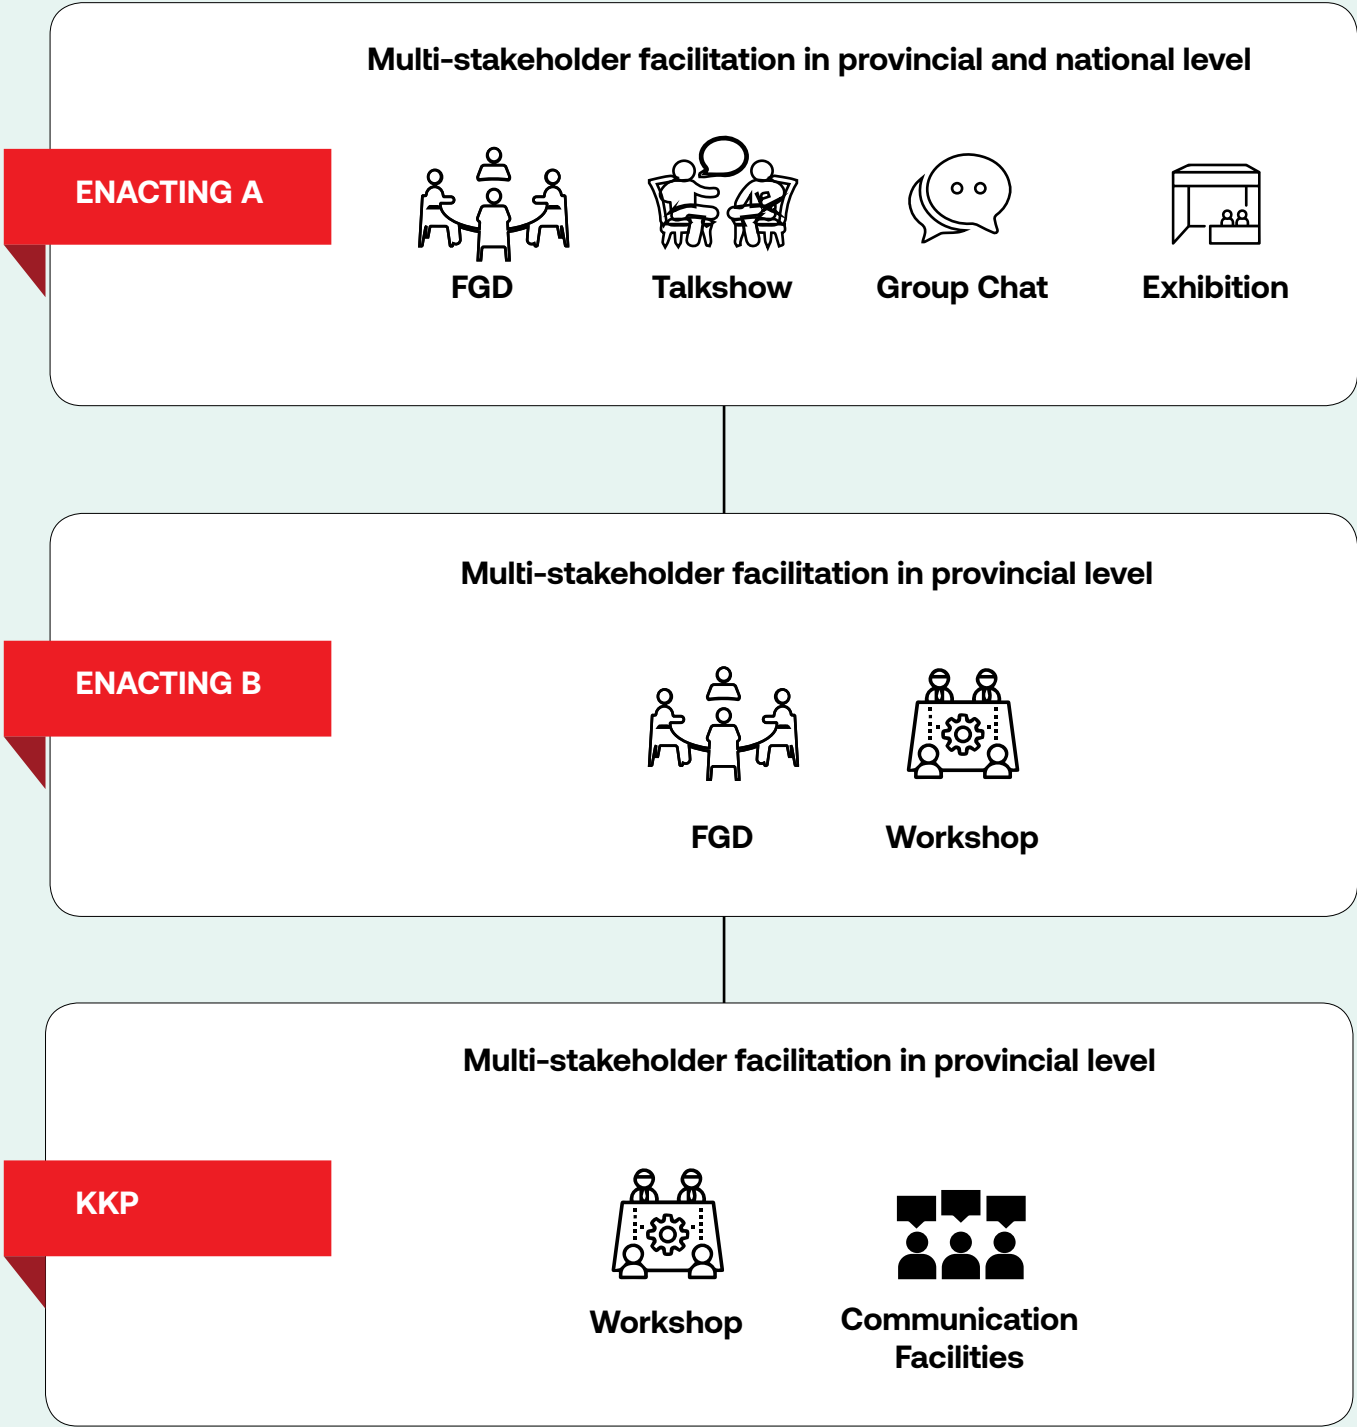 Multi-stakeholder facilitation in provincial and national level
ENACTING A
FGD
Talkshow
Group Chat
Exhibition
Multi-stakeholder facilitation in provincial level
ENACTING B
FGD
Workshop
Multi-stakeholder facilitation in provincial level
KKP
Workshop
Communication
Facilities